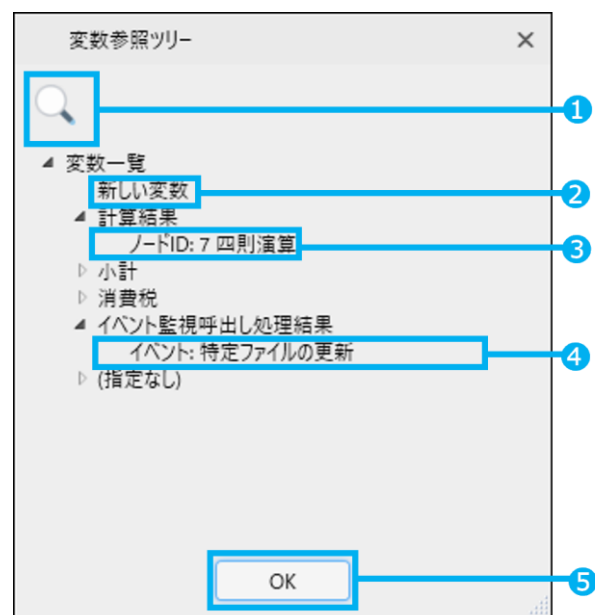 変数参照ツリー ×
1
変数一覧
新しい変数 2
計算結果
ノードID: 7 四則演算 3
小計
消費税
イベント監視呼出し処理結果
イベント: 特定ファイルの更新 4
(指定なし)
OK 5